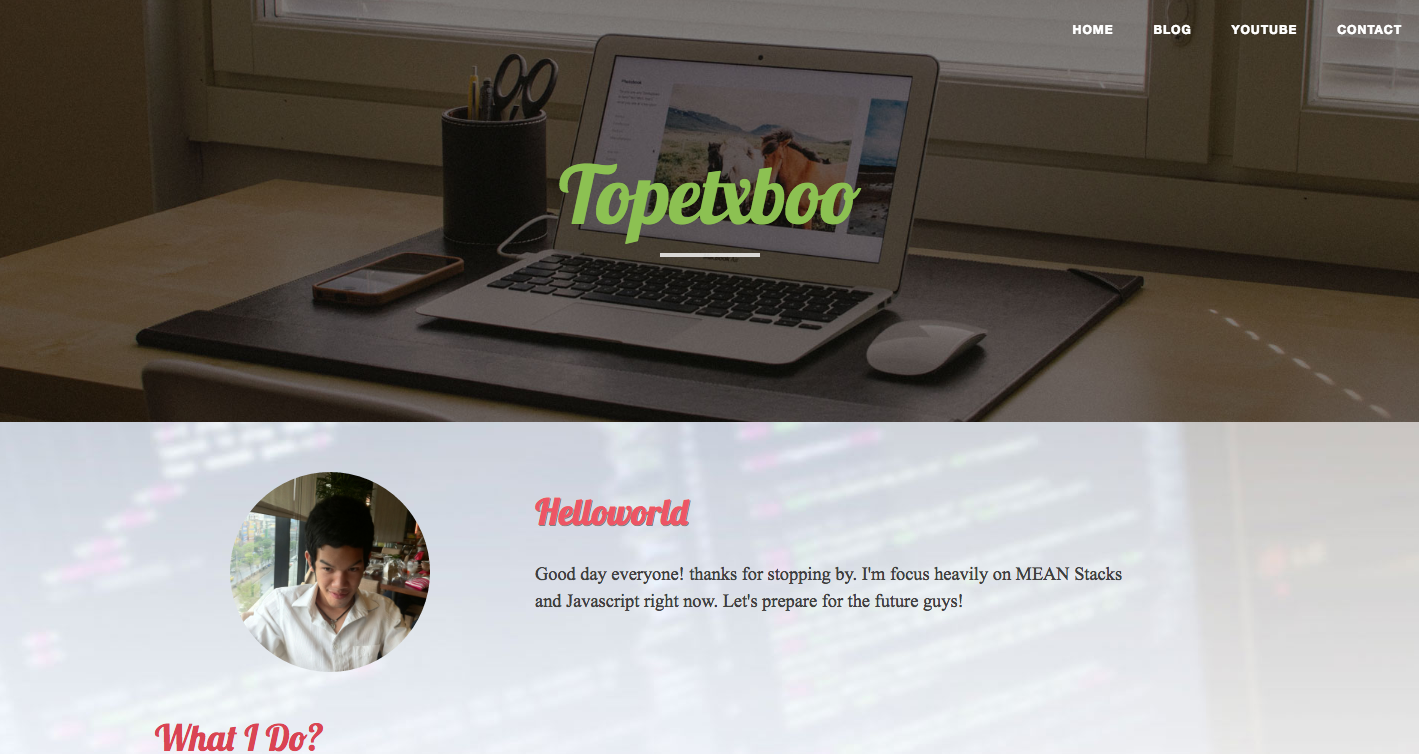 HOME BLOG YOUTUBE CONTACT
Topetxboo
Helloworld
Good day everyone! thanks for stopping by. I'm focus heavily on MEAN Stacks
and Javascript right now. Let's prepare for the future guys!
What I Do?